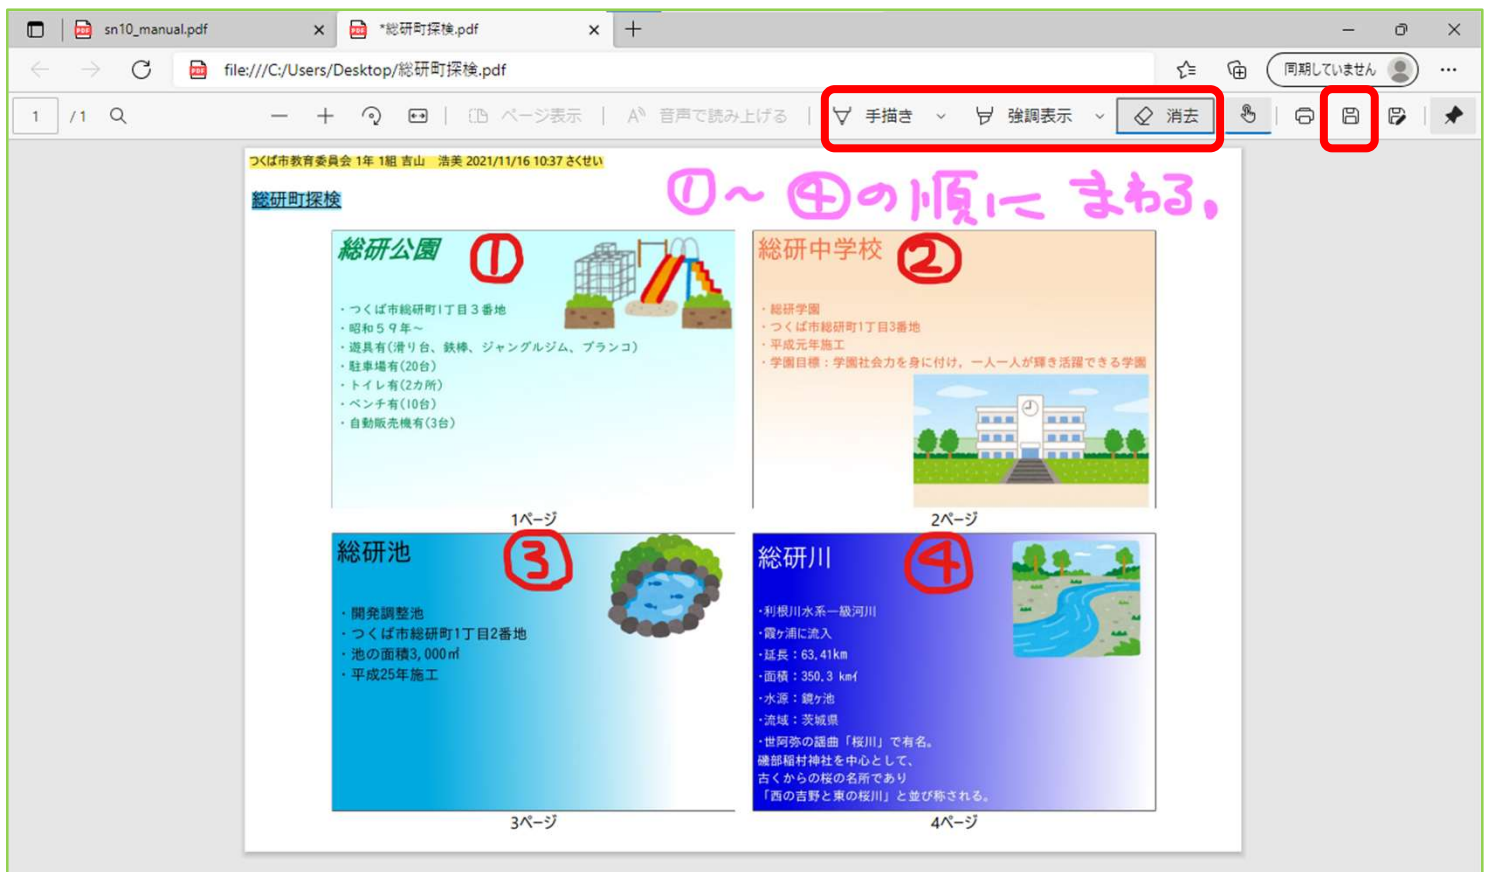 sn10_manual.pdf
*総研町探検.pdf
file:///C:/Users/Desktop/総研町探検.pdf
同期していません
1 /1
ページ表示
音声で読み上げる
手描き
強調表示
消去
つくば市教育委員会 1年 1組 吉山　浩美 2021/11/16 10:37 さくせい
総研町探検
①～④の順に まわる。
総研公園
①
・つくば市総研町1丁目3番地
・昭和59年～
・遊具有(滑り台、鉄棒、ジャングルジム、ブランコ)
・駐車場有(20台)
・トイレ有(2カ所)
・ベンチ有(10台)
・自動販売機有(3台)
1ページ
総研中学校
②
・総研学園
・つくば市総研町1丁目3番地
・平成元年施工
・学園目標：学園社会力を身に付け，一人一人が輝き活躍できる学園
2ページ
総研池
③
・開発調整池
・つくば市総研町1丁目2番地
・池の面積3,000㎡
・平成25年施工
3ページ
総研川
④
・利根川水系一級河川
・霞ヶ浦に流入
・延長：63,41km
・面積：350.3 km²
・水源：鏡ヶ池
・流域：茨城県
・世阿弥の謡曲「桜川」で有名。
磯部稲村神社を中心として、
古くからの桜の名所であり
「西の吉野と東の桜川」と並び称される。
4ページ